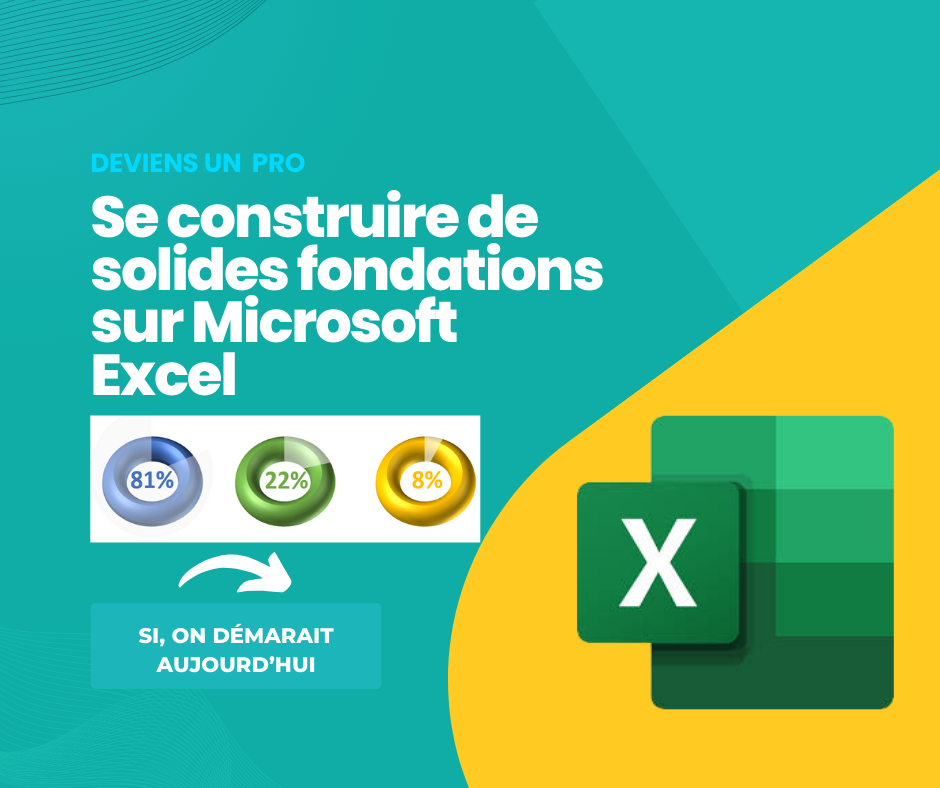 DEVIENS UN  PRO
Se construire de
solides fondations
sur Microsoft
Excel
81% 22% 8%
X
SI, ON DÉMARAIT
AUJOURD’HUI